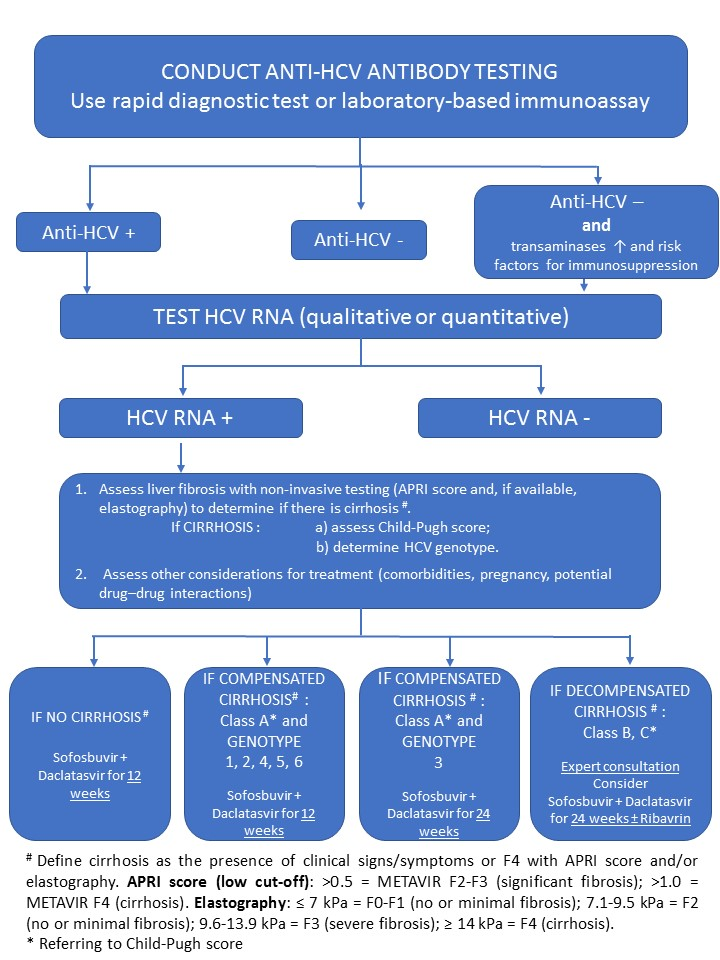 CONDUCT ANTI-HCV ANTIBODY TESTING
Use rapid diagnostic test or laboratory-based immunoassay
Anti-HCV +
Anti-HCV -
Anti-HCV –
and
transaminases ↑ and risk
factors for immunosuppression
TEST HCV RNA (qualitative or quantitative)
HCV RNA +
HCV RNA -
1. Assess liver fibrosis with non-invasive testing (APRI score and, if available,
elastography) to determine if there is cirrhosis #.
If CIRRHOSIS : a) assess Child-Pugh score;
b) determine HCV genotype.
2. Assess other considerations for treatment (comorbidities, pregnancy, potential
drug–drug interactions)
IF NO CIRRHOSIS #
Sofosbuvir +
Daclatasvir for 12
weeks
IF COMPENSATED
CIRRHOSIS# :
Class A* and
GENOTYPE
1, 2, 4, 5, 6
Sofosbuvir +
Daclatasvir for 12
weeks
IF COMPENSATED
CIRRHOSIS # :
Class A* and
GENOTYPE
3
Sofosbuvir +
Daclatasvir for 24
weeks
IF DECOMPENSATED
CIRRHOSIS # :
Class B, C*
Expert consultation
Consider
Sofosbuvir + Daclatasvir
for 24 weeks ± Ribavrin
# Define cirrhosis as the presence of clinical signs/symptoms or F4 with APRI score and/or
elastography. APRI score (low cut-off): >0.5 = METAVIR F2-F3 (significant fibrosis); >1.0 =
METAVIR F4 (cirrhosis). Elastography: ≤ 7 kPa = F0-F1 (no or minimal fibrosis); 7.1-9.5 kPa = F2
(no or minimal fibrosis); 9.6-13.9 kPa = F3 (severe fibrosis); ≥ 14 kPa = F4 (cirrhosis).
* Referring to Child-Pugh score